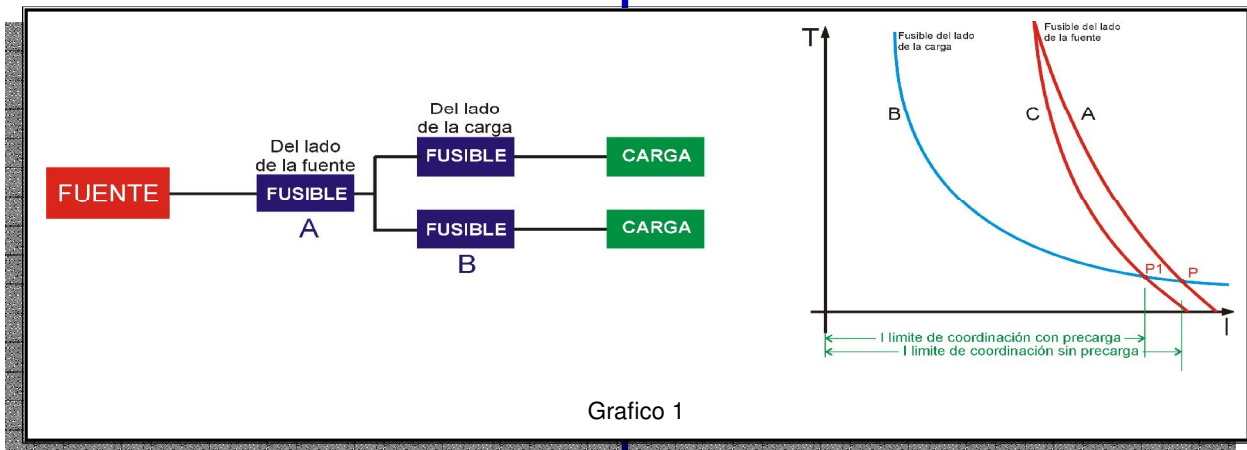 Del lado
de la carga
Del lado
de la fuente
FUENTE
FUSIBLE
A
FUSIBLE
CARGA
FUSIBLE
B
CARGA
T
Fusible del lado
de la carga
Fusible del lado
de la fuente
B
C
A
P1
P
I
I limite de coordinación con precarga
I limite de coordinación sin precarga
Grafico 1